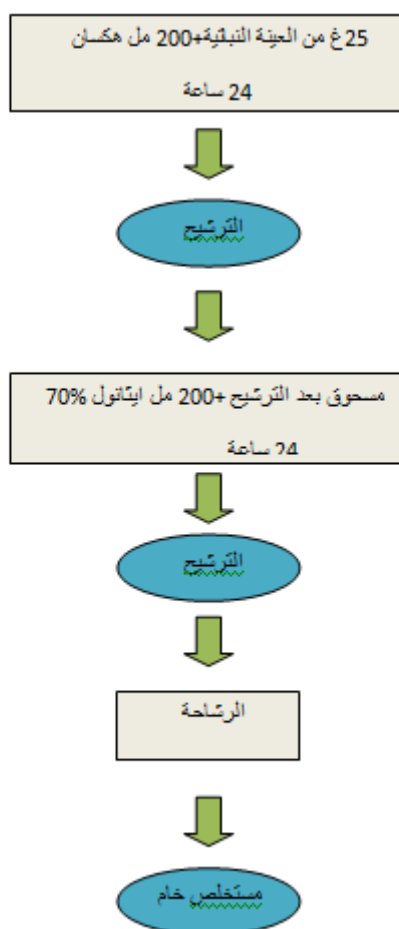 25غ من العينة النباتية+200 مل هكسان
24 ساعة
الترشيح
مسحوق بعد الترشيح +200 مل ايثانول 70%
24 ساعة
الترشيح
الرشاحة
مستخلص خام